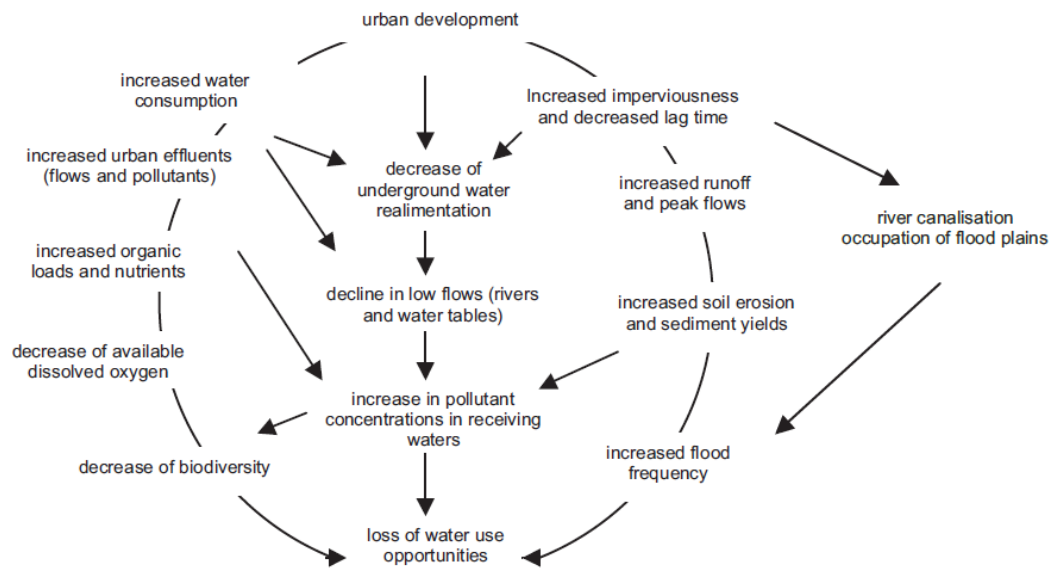 urban development
increased water
consumption
Increased imperviousness
and decreased lag time
increased urban effluents
(flows and pollutants)
decrease of
underground water
realimentation
increased runoff
and peak flows
river canalisation
occupation of flood plains
increased organic
loads and nutrients
decline in low flows (rivers
and water tables)
increased soil erosion
and sediment yields
decrease of available
dissolved oxygen
increase in pollutant
concentrations in receiving
waters
decrease of biodiversity
increased flood
frequency
loss of water use
opportunities